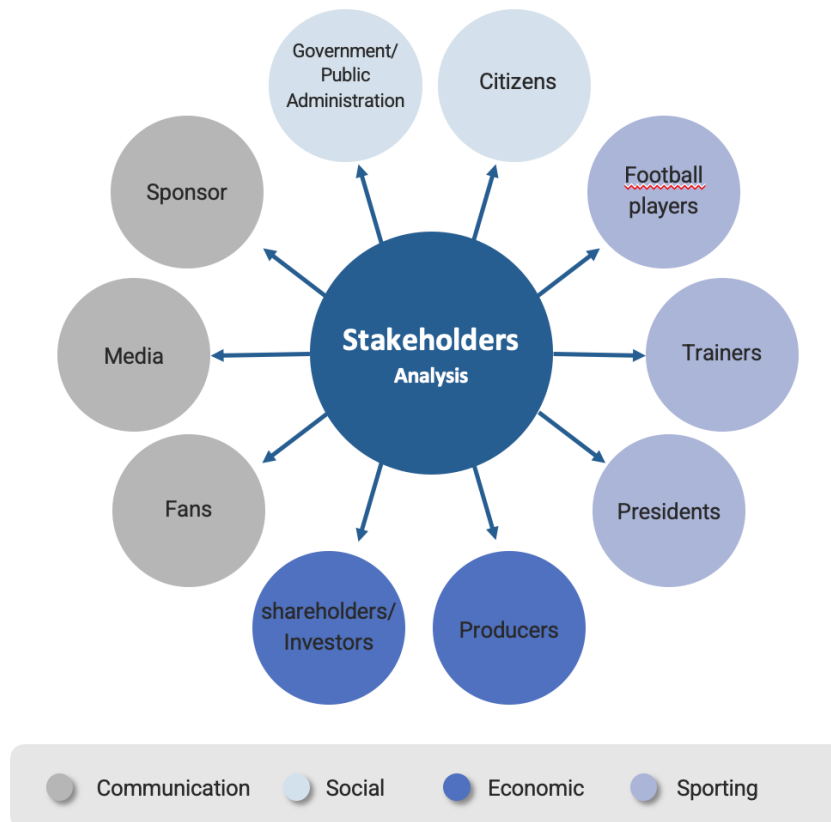 Government/
Public
Administration
Citizens
Sponsor
Football
players
Media
Stakeholders
Analysis
Trainers
Fans
Presidents
shareholders/
Investors
Producers
Communication
Social
Economic
Sporting